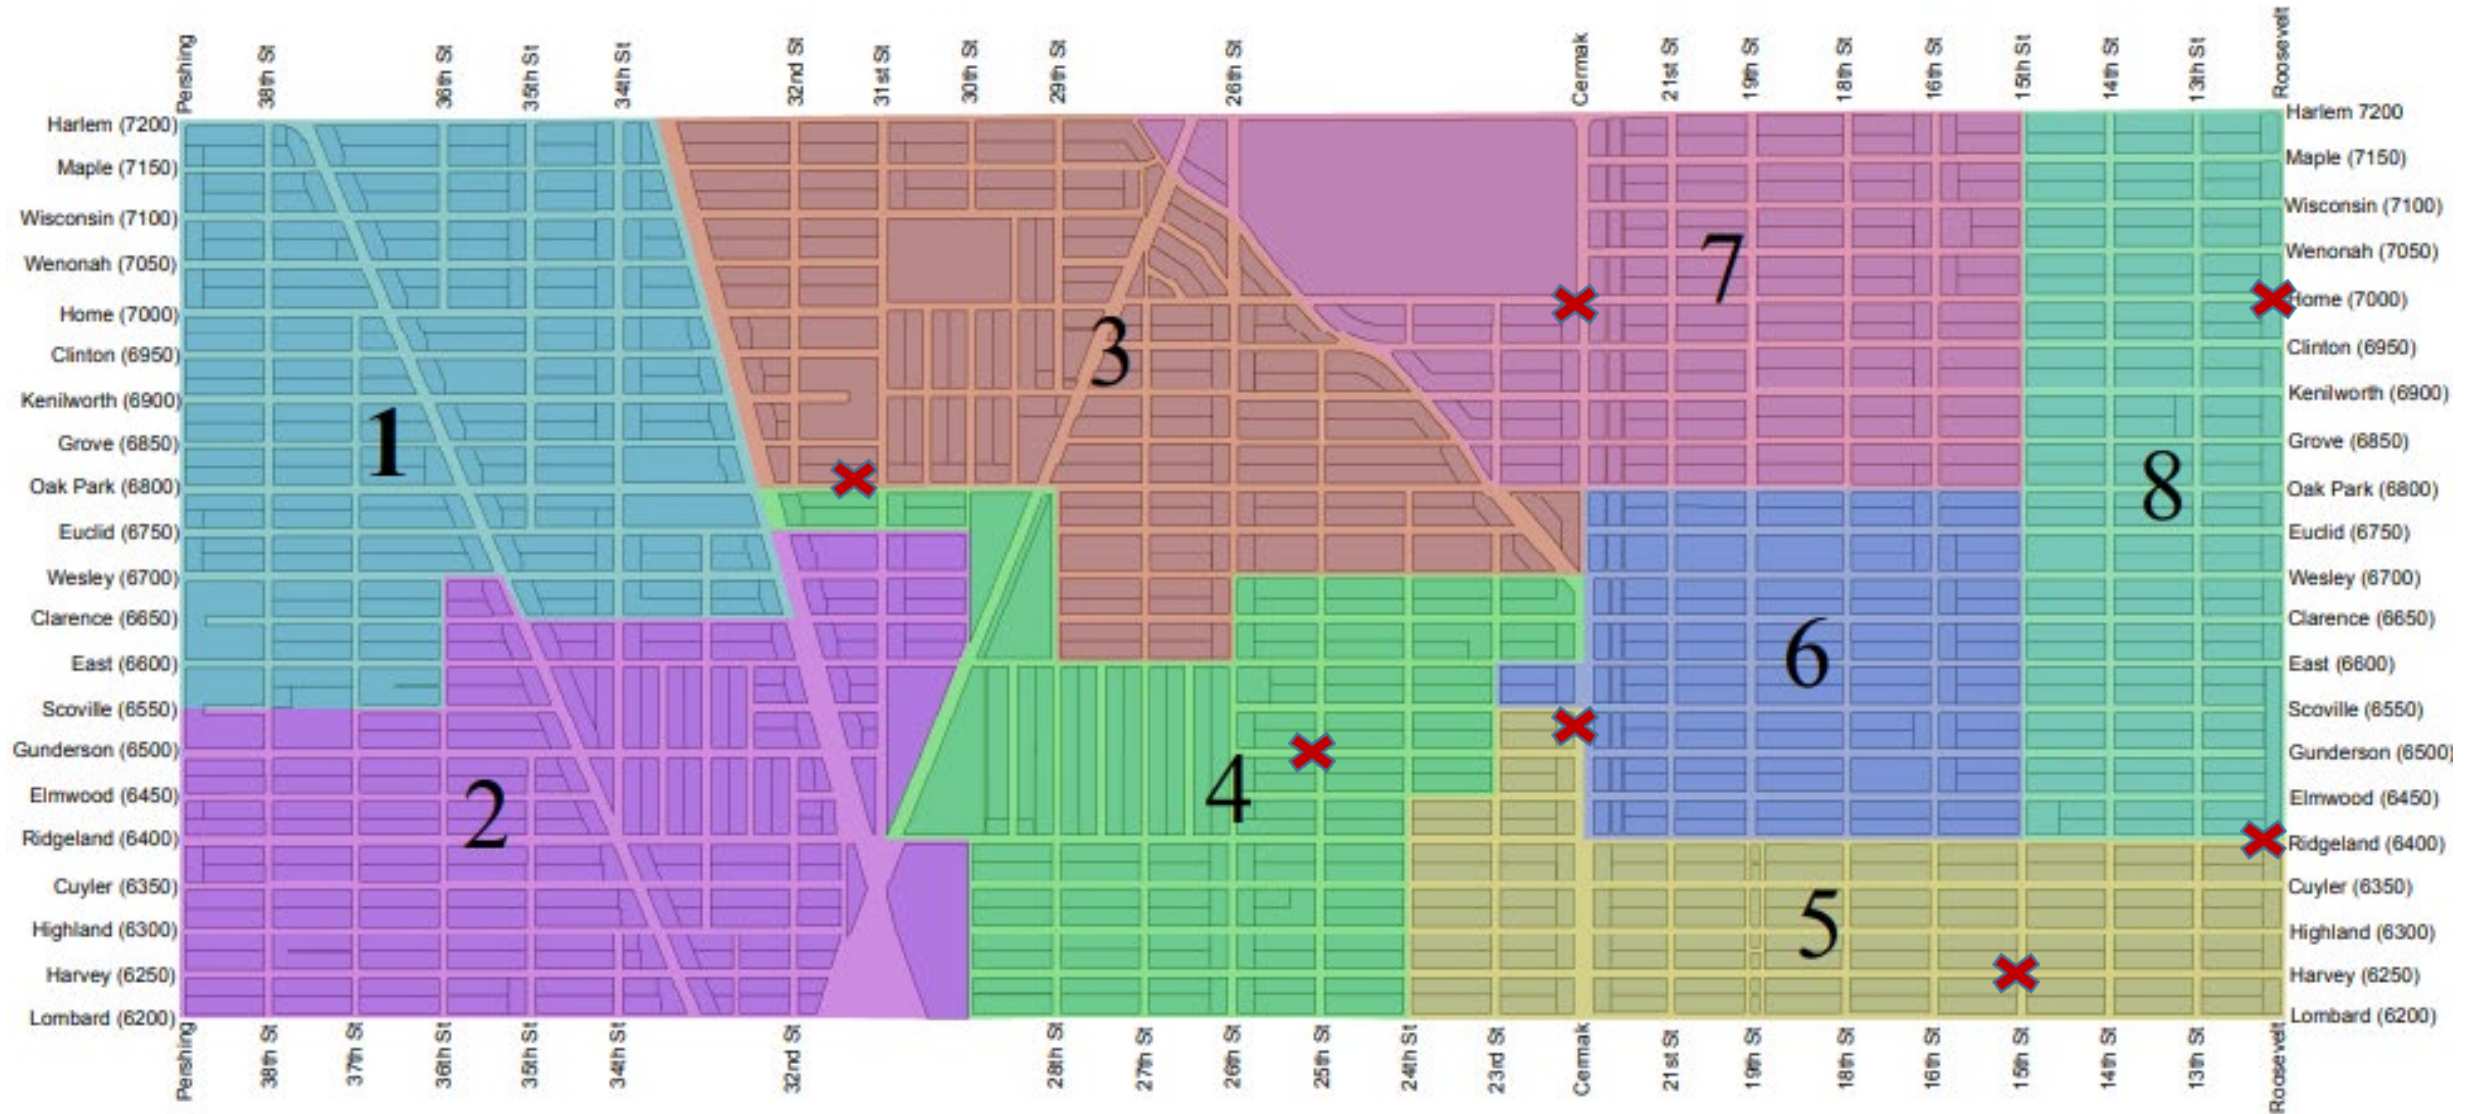 Pershing
38th St
36th St
35th St
34th St
32nd St
31st St
30th St
29th St
26th St
Cermak
21st St
19th St
18th St
16th St
15th St
14th St
13th St
Roosevelt
Harlem (7200)
Maple (7150)
Wisconsin (7100)
Wenonah (7050)
Home (7000)
Clinton (6950)
Kenilworth (6900)
Grove (6850)
Oak Park (6800)
Euclid (6750)
Wesley (6700)
Clarence (6650)
East (6600)
Scoville (6550)
Gunderson (6500)
Elmwood (6450)
Ridgeland (6400)
Cuyler (6350)
Highland (6300)
Harvey (6250)
Lombard (6200)
1
2
3
4
7
6
5
8
Harlem 7200
Maple (7150)
Wisconsin (7100)
Wenonah (7050)
Home (7000)
Clinton (6950)
Kenilworth (6900)
Grove (6850)
Oak Park (6800)
Euclid (6750)
Wesley (6700)
Clarence (6650)
East (6600)
Scoville (6550)
Gunderson (6500)
Elmwood (6450)
Ridgeland (6400)
Cuyler (6350)
Highland (6300)
Harvey (6250)
Lombard (6200)
Pershing
38th St
37th St
36th St
35th St
34th St
32nd St
28th St
27th St
26th St
25th St
24th St
23rd St
Cermak
21st St
19th St
18th St
16th St
15th St
14th St
13th St
Roosevelt